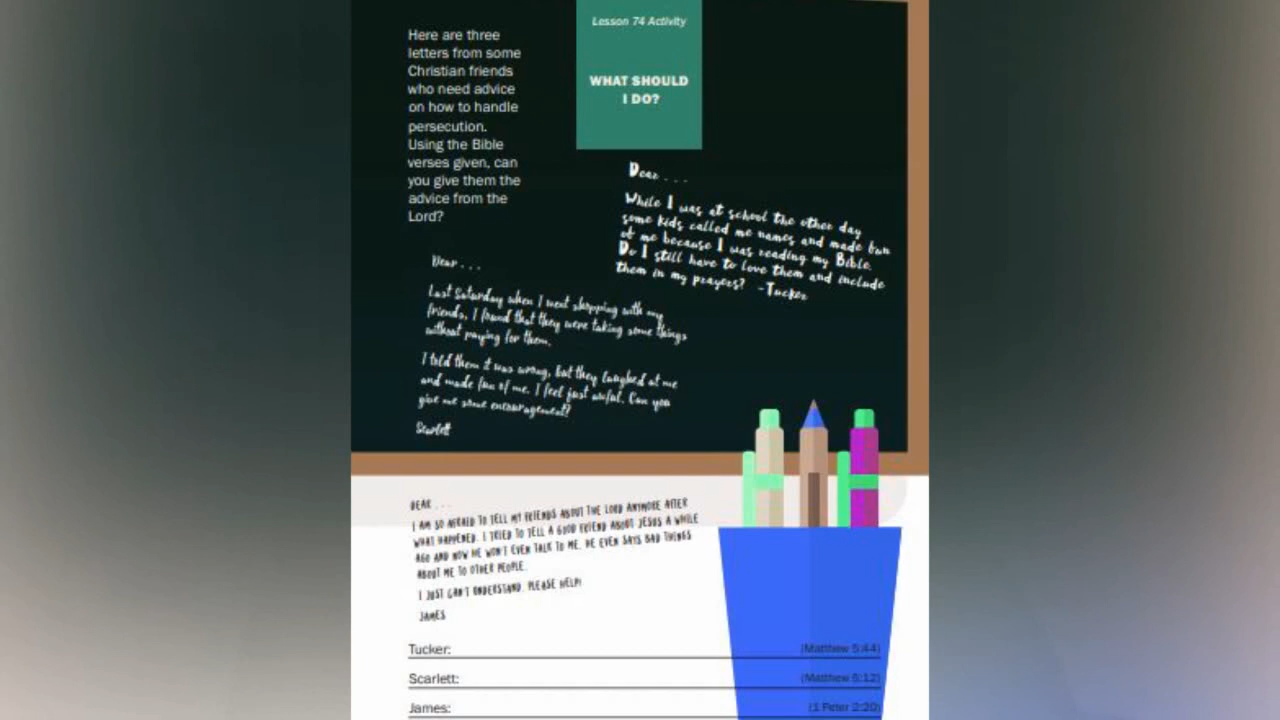 Lesson 74 Activity
WHAT SHOULD
I DO?
Here are three
letters from some
Christian friends
who need advice
on how to handle
persecution.
Using the Bible
verses given, can
you give them the
advice from the
Lord?
Dear . . .
While I was at school the other day
some kids called me names and made fun
of me because I was reading my Bible.
Do I still have to love them and include
them in my prayers? -Tucker
Dear . . .
Last Saturday when I went shopping with my
friends, I found that they were taking some things
without paying for them.
I told them it was wrong, but they laughed at me
and made fun of me. I feel just awful. Can you
give me some encouragement?
Scarlett
DEAR . . .
I AM SO AFRAID TO TELL MY FRIENDS ABOUT THE LORD ANYMORE AFTER
WHAT HAPPENED. I TRIED TO TELL A GOOD FRIEND ABOUT JESUS A WHILE
AGO AND NOW HE WON'T EVEN TALK TO ME. HE EVEN SAYS BAD THINGS
ABOUT ME TO OTHER PEOPLE.
I JUST CAN'T UNDERSTAND. PLEASE HELP!
JAMES
Tucker: (Matthew 5:44)
Scarlett: (Matthew 5:12)
James: (1 Peter 2:20)